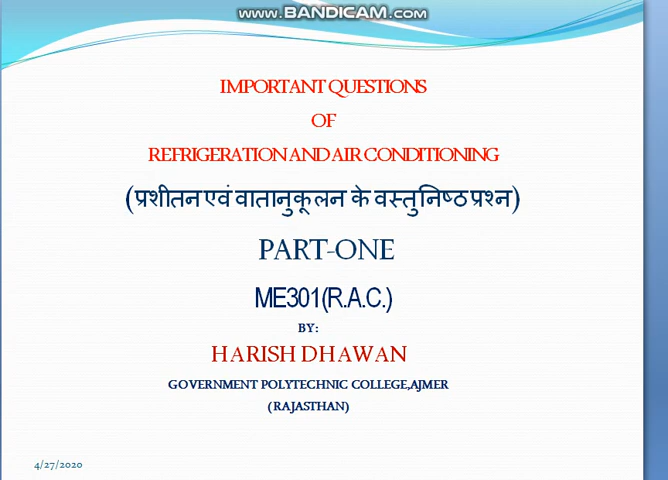 www.BANDICAM.com
IMPORTANT QUESTIONS
OF
REFRIGERATION AND AIR CONDITIONING
(प्रशीतन एवं वातानुकूलन के वस्तुनिष्ठ प्रश्न)
PART-ONE
ME301(R.A.C.)
BY:
HARISH DHAWAN
GOVERNMENT POLYTECHNIC COLLEGE,AJMER
(RAJASTHAN)
4/27/2020